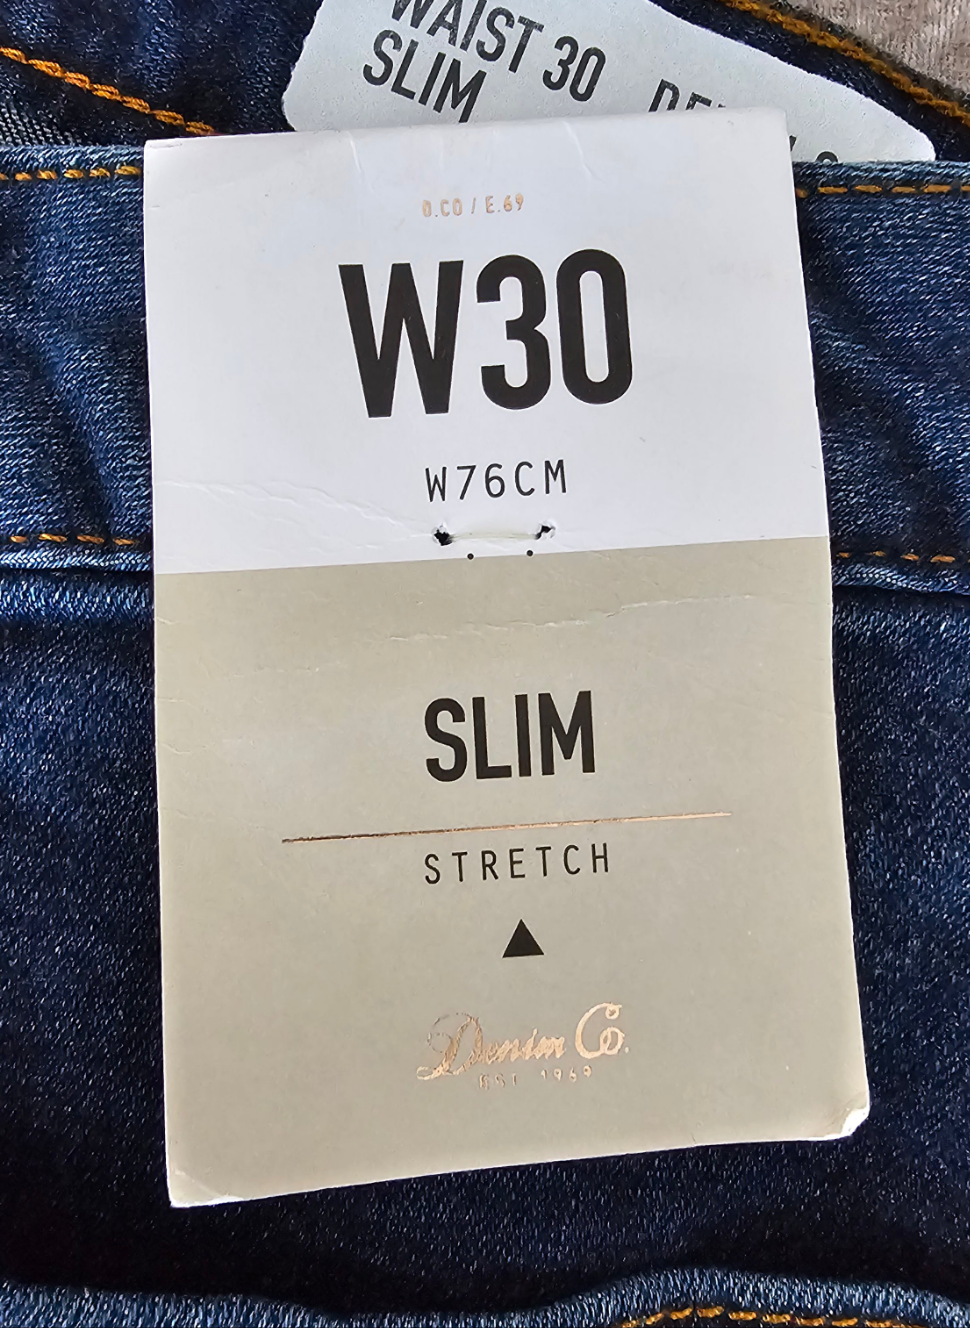 WAIST 30
SLIM
D.CO / E.69
W30
W76CM
SLIM
STRETCH
Denim Co.
EST 1969